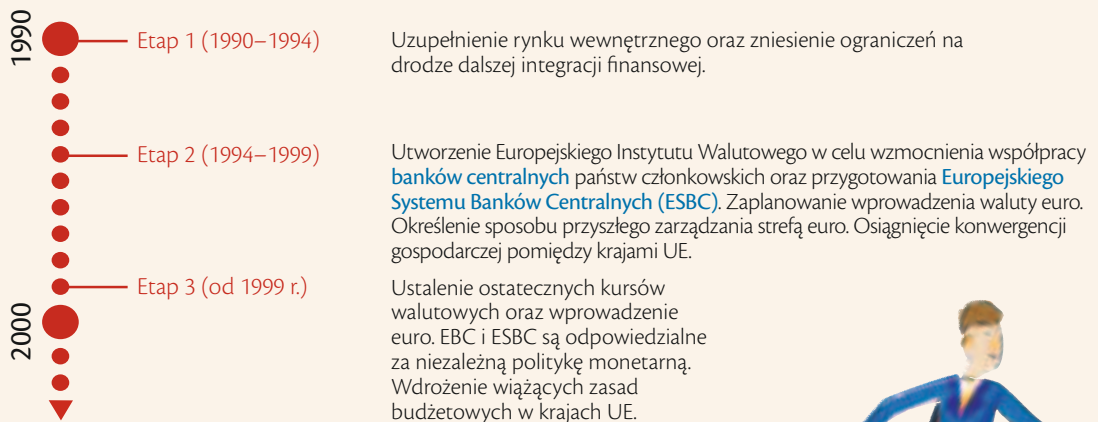 1990
Etap 1 (1990–1994)
Uzupełnienie rynku wewnętrznego oraz zniesienie ograniczeń na
drodze dalszej integracji finansowej.
Etap 2 (1994–1999)
Utworzenie Europejskiego Instytutu Walutowego w celu wzmocnienia współpracy
banków centralnych państw członkowskich oraz przygotowania Europejskiego
Systemu Banków Centralnych (ESBC). Zaplanowanie wprowadzenia waluty euro.
Określenie sposobu przyszłego zarządzania strefą euro. Osiągnięcie konwergencji
gospodarczej pomiędzy krajami UE.
Etap 3 (od 1999 r.)
Ustalenie ostatecznych kursów
walutowych oraz wprowadzenie
euro. EBC i ESBC są odpowiedzialne
za niezależną politykę monetarną.
Wdrożenie wiążących zasad
budżetowych w krajach UE.
2000